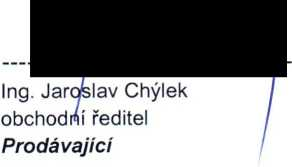 Ing. Jaroslav Chýlek
obchodní ředitel
Prodávající